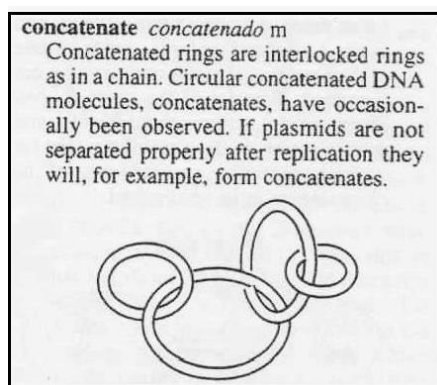 concatenate concatenado m
Concatenated rings are interlocked rings
as in a chain. Circular concatenated DNA
molecules, concatenates, have occasion-
ally been observed. If plasmids are not
separated properly after replication they
will, for example, form concatenates.